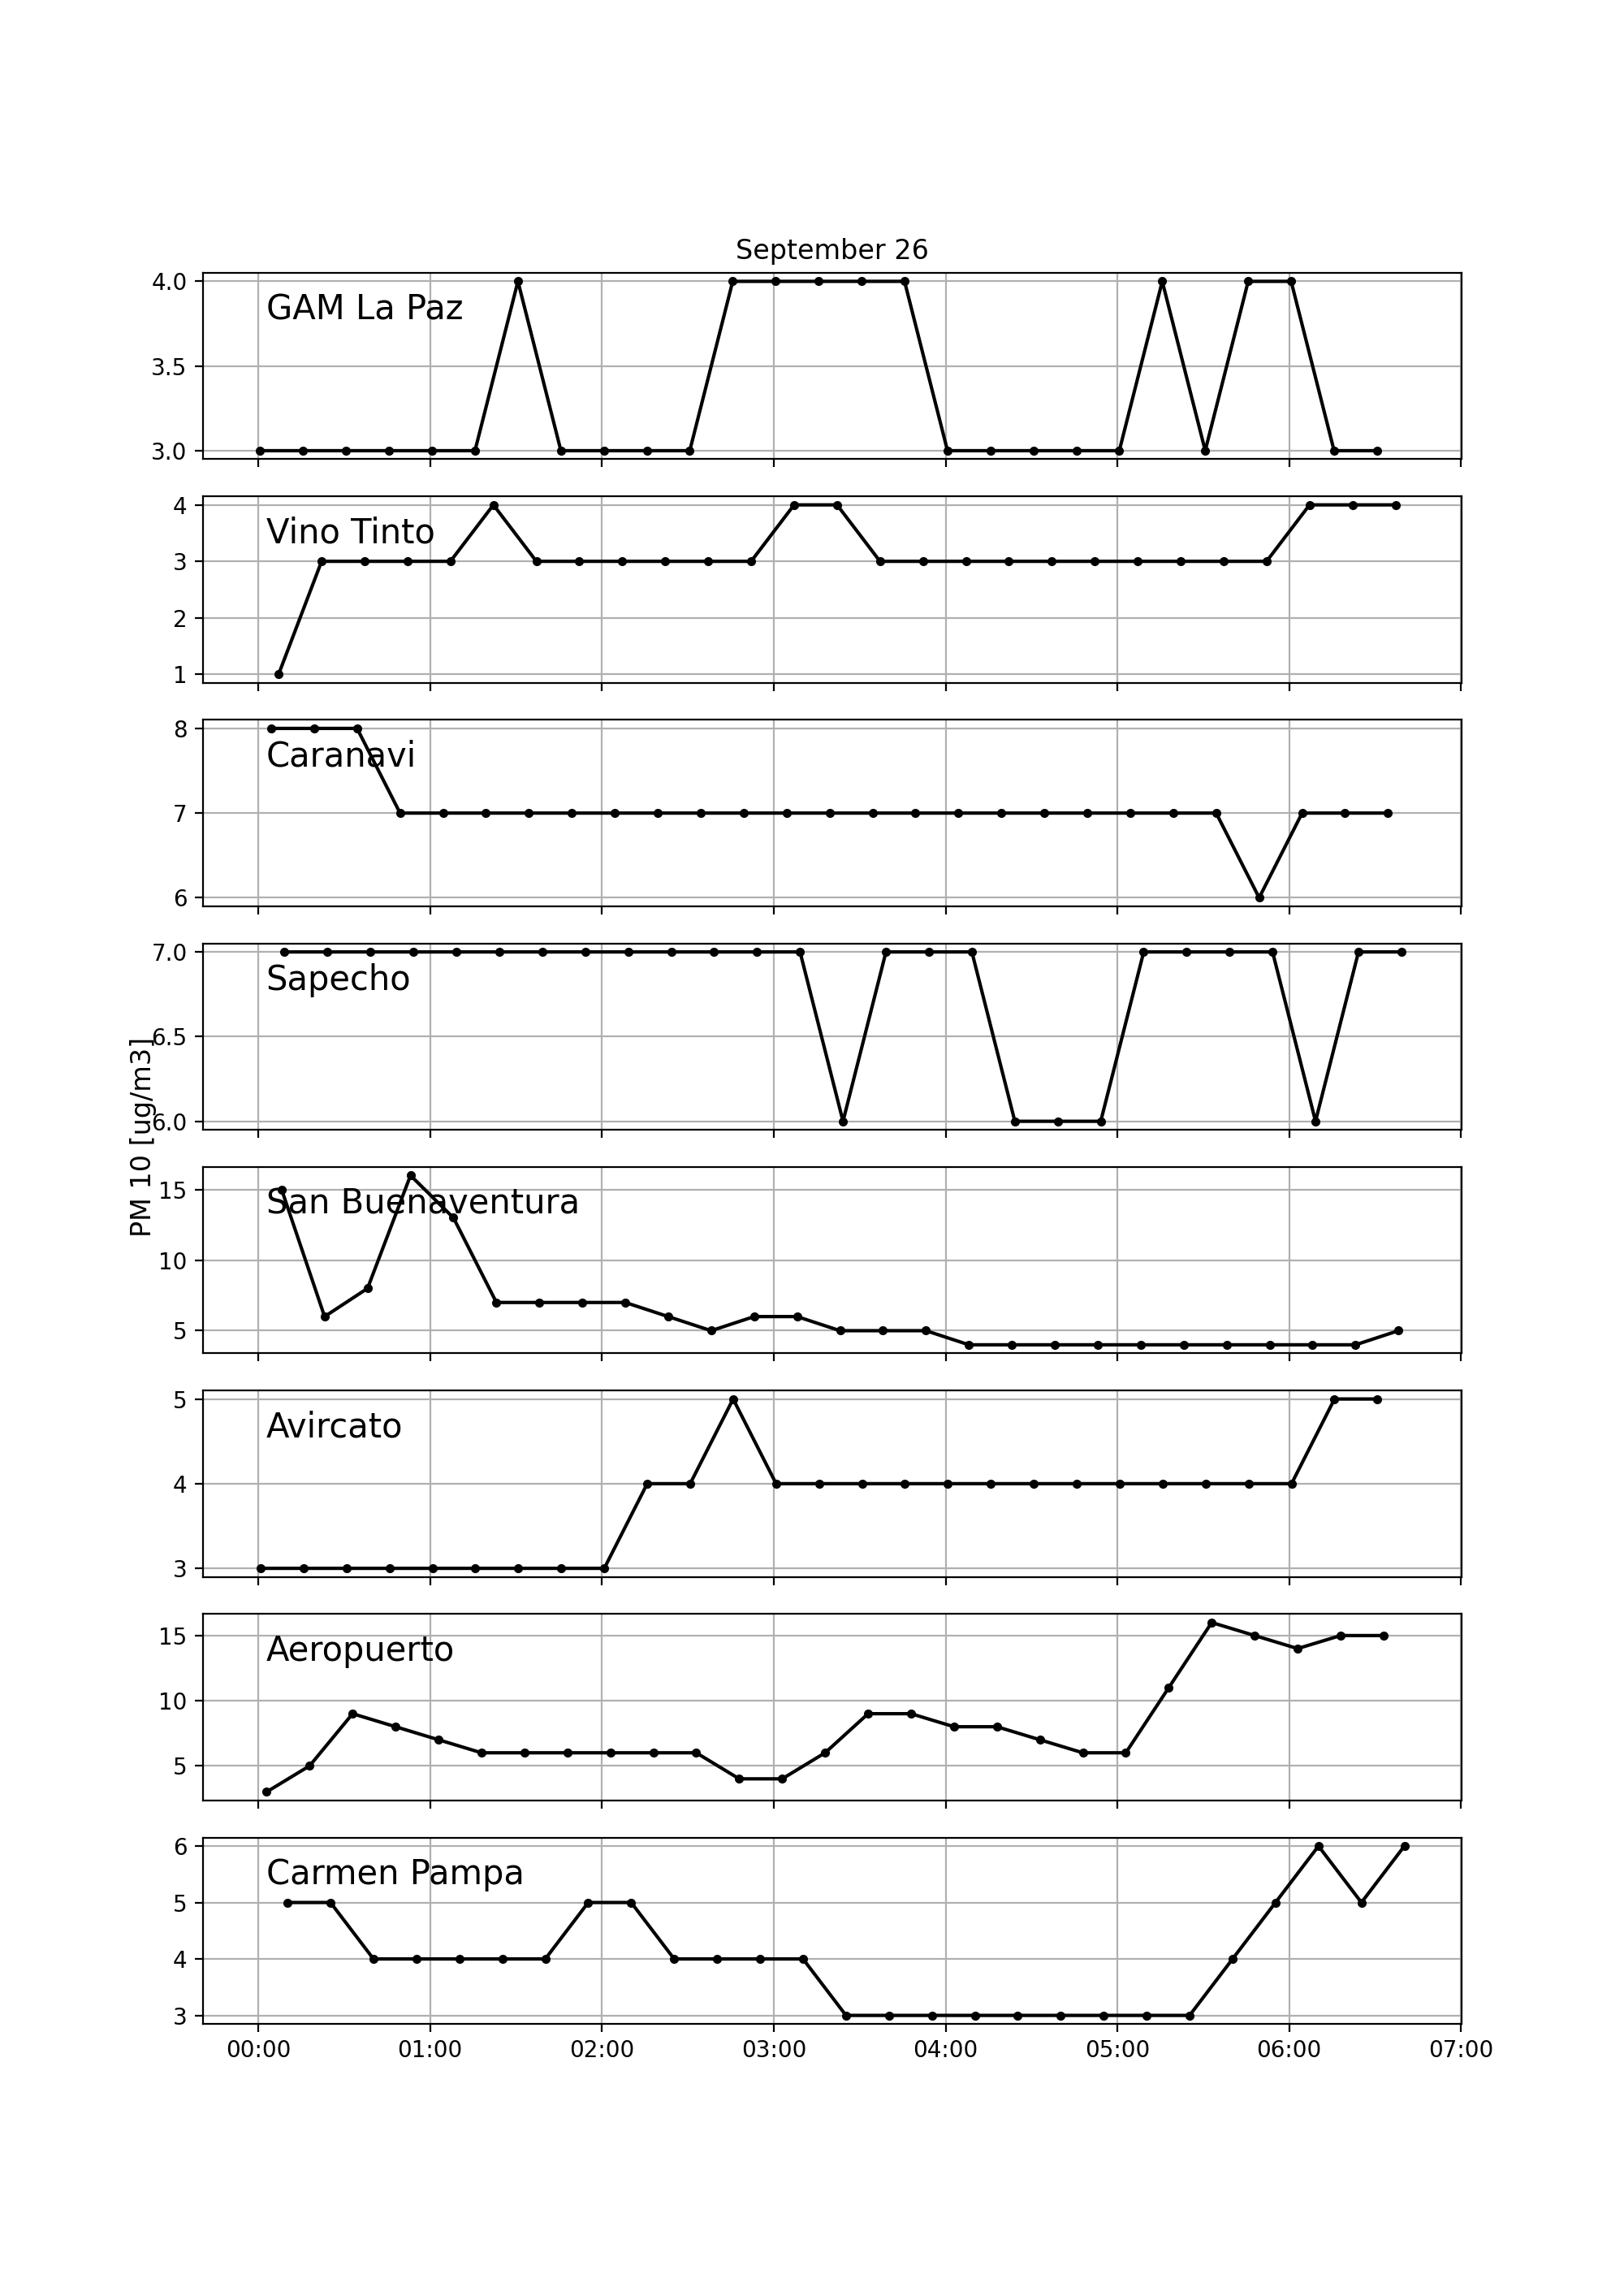 September 26
4.0
GAM La Paz
3.5
3.0
4
Vino Tinto
3
2
1
8
Caranavi
7
6
7.0
Sapecho
6.5
6.0
PM 10 [ug/m3]
15
San Buenaventura
10
5
5
Avircato
4
3
15
Aeropuerto
10
5
6
Carmen Pampa
5
4
3
00:00 01:00 02:00 03:00 04:00 05:00 06:00 07:00